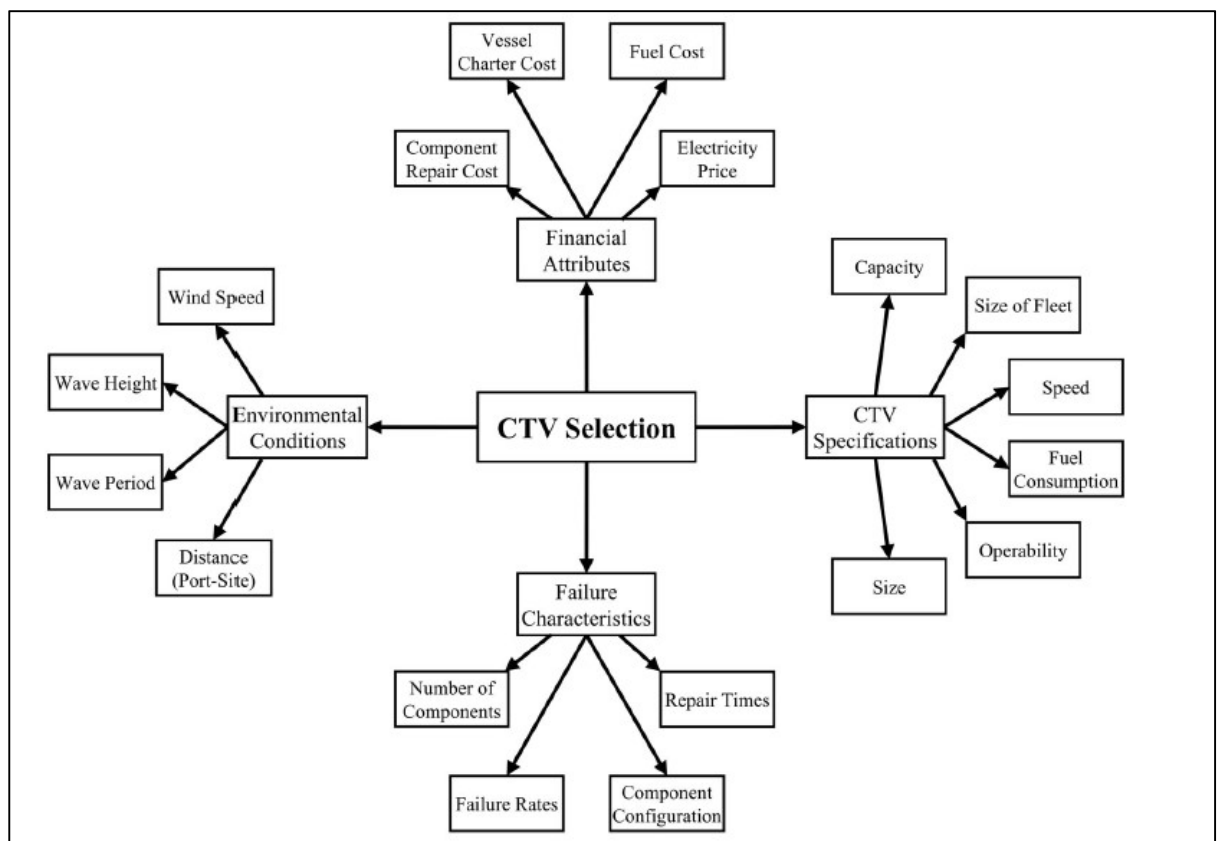 Vessel
Charter Cost
Fuel Cost
Component
Repair Cost
Electricity
Price
Financial
Attributes
Capacity
Size of Fleet
Speed
CTV
Specifications
Fuel
Consumption
Operability
Size
Wind Speed
Wave Height
Environmental
Conditions
Wave Period
Distance
(Port-Site)
CTV Selection
Failure
Characteristics
Number of
Components
Repair Times
Failure Rates
Component
Configuration